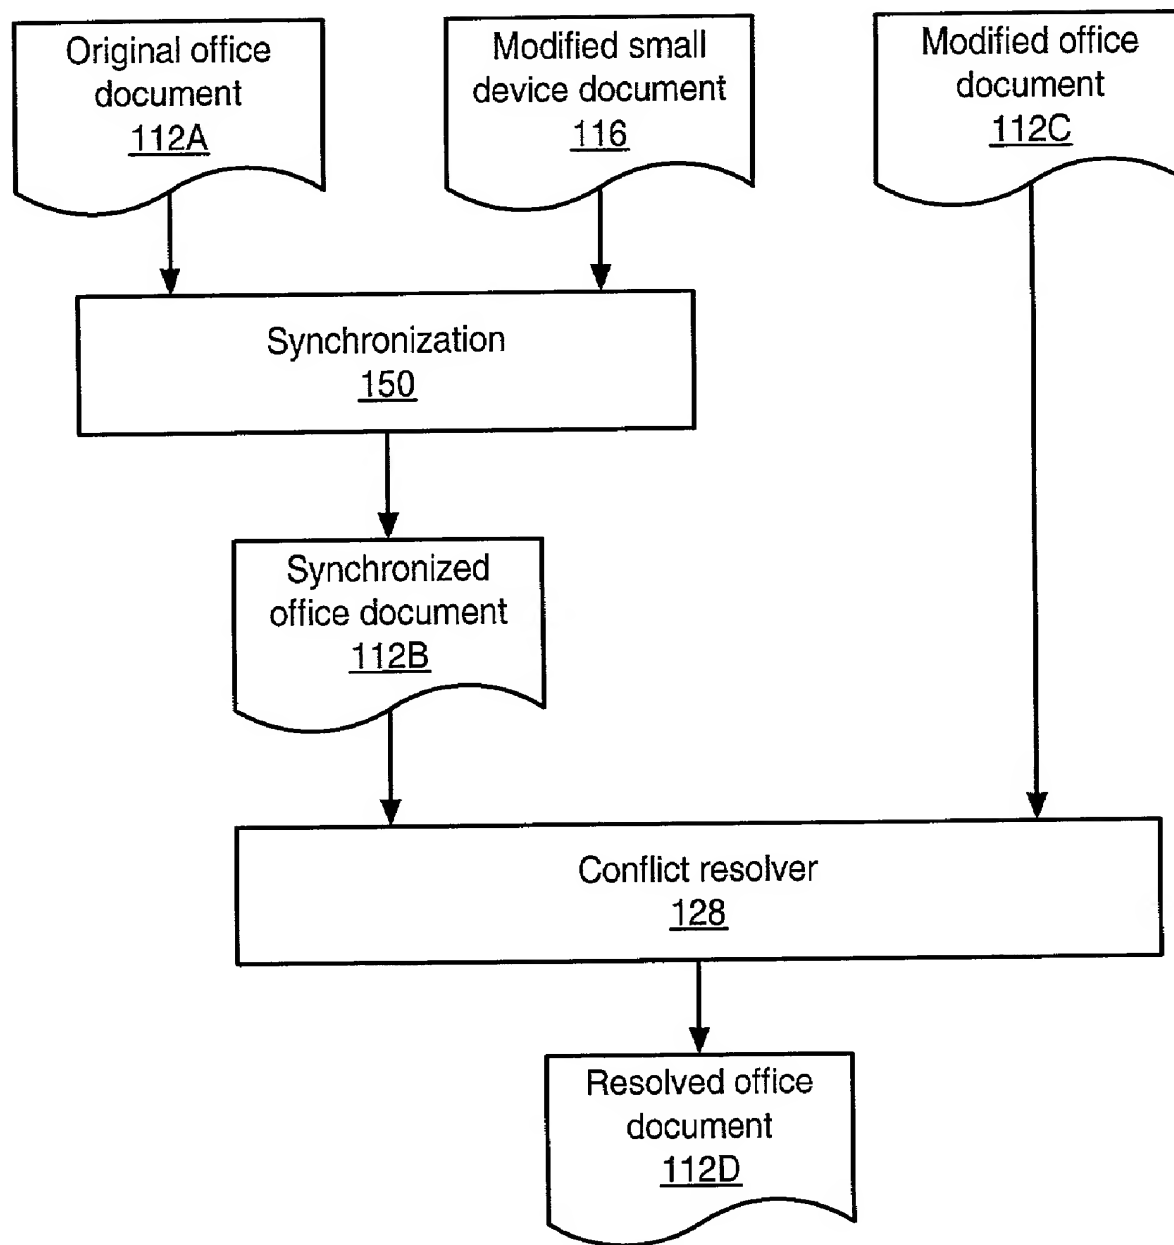 Original office
document
112A
Modified small
device document
116
Modified office
document
112C
Synchronization
150
Synchronized
office document
112B
Conflict resolver
128
Resolved office
document
112D